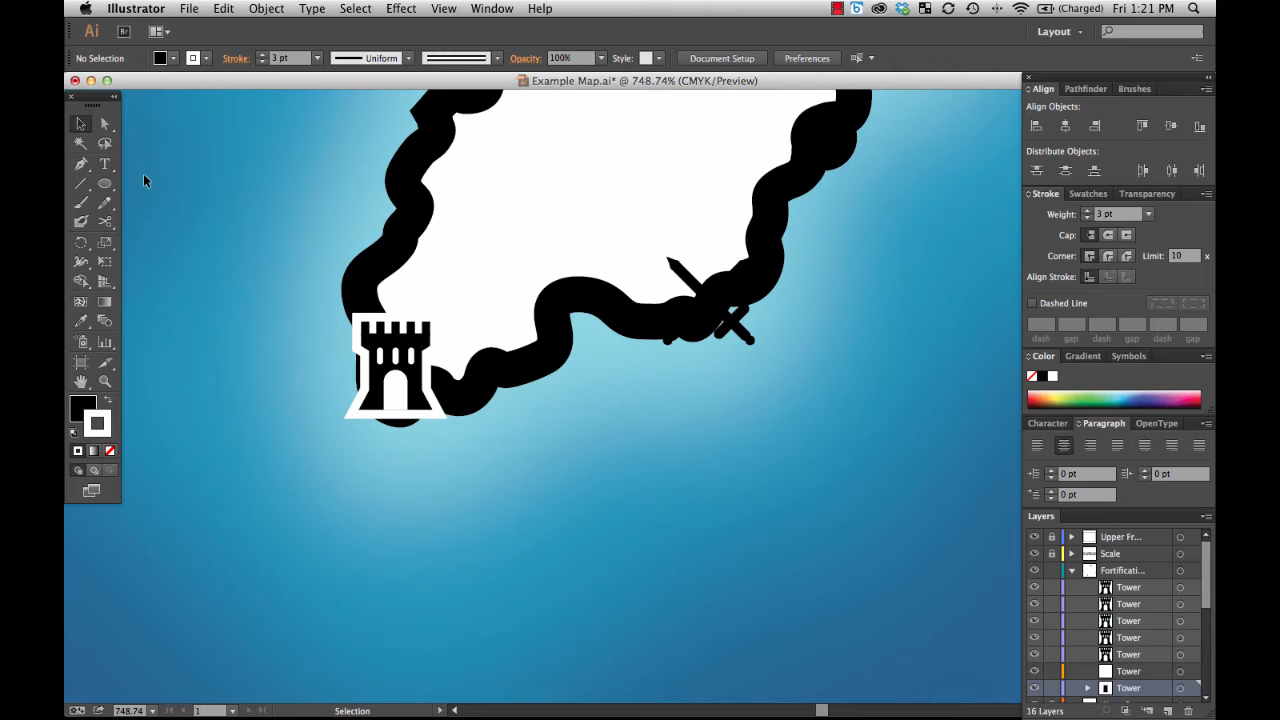 Illustrator File Edit Object Type Select Effect View Window Help (Charged) Fri 1:21 PM
Ai Br Layout
No Selection Stroke: 3 pt Uniform Opacity: 100% Style: Document Setup Preferences
Example Map.ai* @ 748.74% (CMYK/Preview)
Align Pathfinder Brushes
Align Objects:
Distribute Objects:
Stroke Swatches Transparency
Weight: 3 pt
Cap:
Corner: Limit: 10 x
Align Stroke:
Dashed Line
dash gap dash gap dash gap
Color Gradient Symbols
Character Paragraph OpenType
0 pt 0 pt
0 pt
Layers
Upper Fr...
Scale
Fortificati...
Tower
Tower
Tower
Tower
Tower
Tower
Tower
748.74 1 Selection 16 Layers